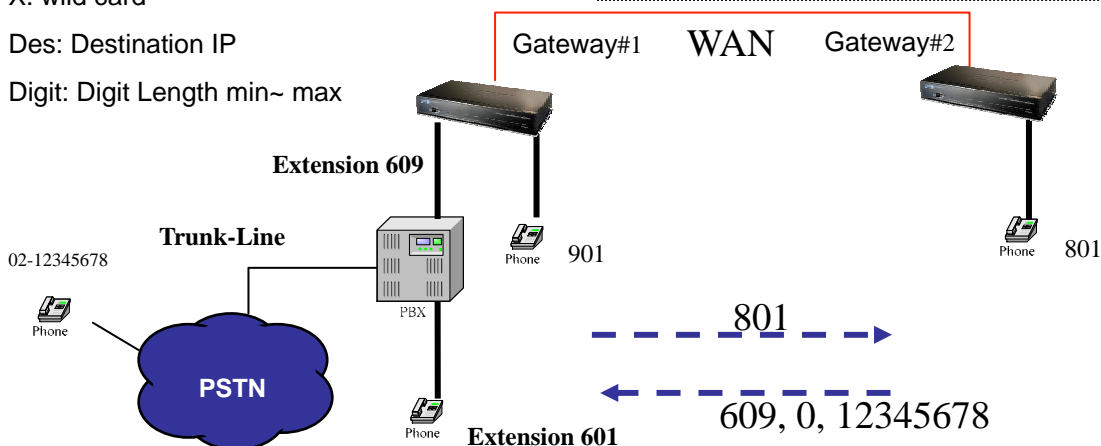 X: wild card
Des: Destination IP
Digit: Digit Length min~ max
Gateway#1
WAN
Gateway#2
Extension 609
Trunk-Line
02-12345678
Phone
PSTN
PBX
Phone
901
Phone
801
801
609, 0, 12345678
Phone
Extension 601